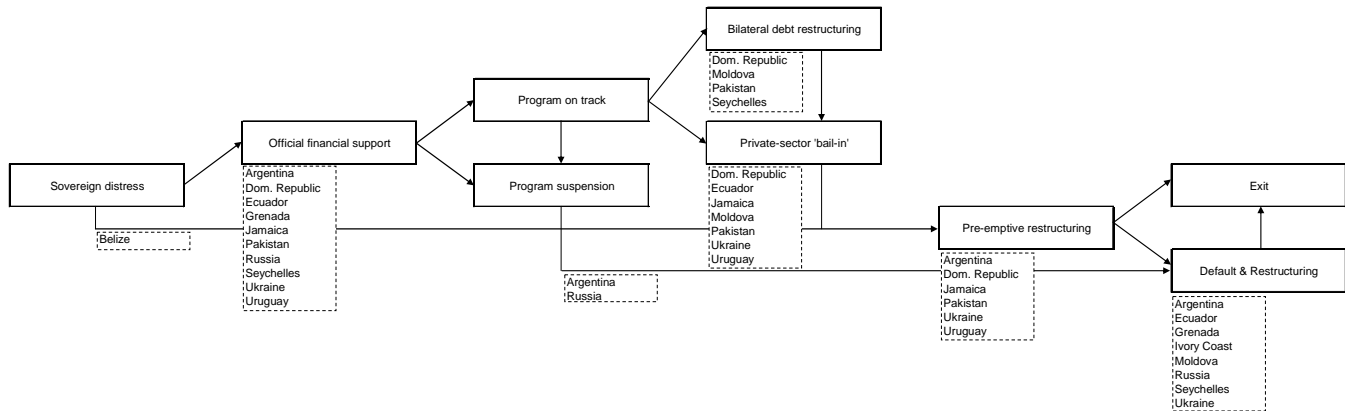 Bilateral debt restructuring
Dom. Republic
Moldova
Pakistan
Seychelles
Program on track
Official financial support
Argentina
Dom. Republic
Ecuador
Grenada
Jamaica
Pakistan
Russia
Seychelles
Ukraine
Uruguay
Private-sector 'bail-in'
Dom. Republic
Ecuador
Jamaica
Moldova
Pakistan
Ukraine
Uruguay
Sovereign distress
Belize
Program suspension
Argentina
Russia
Pre-emptive restructuring
Argentina
Dom. Republic
Jamaica
Pakistan
Ukraine
Uruguay
Exit
Default & Restructuring
Argentina
Ecuador
Grenada
Ivory Coast
Moldova
Russia
Seychelles
Ukraine